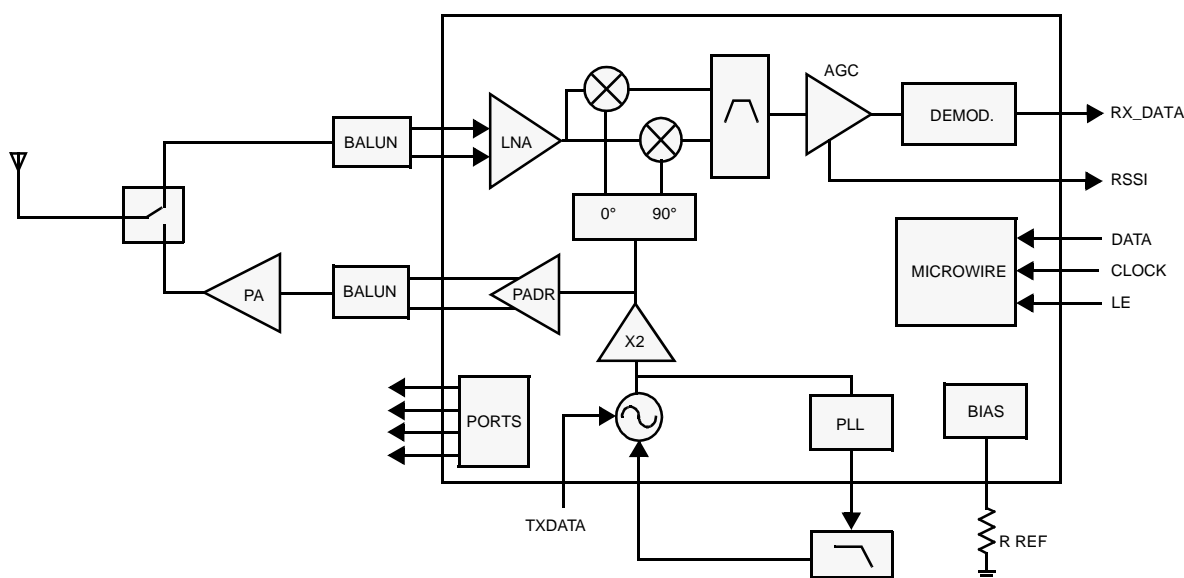 AGC
RX_DATA
DEMOD.
BALUN
LNA
RSSI
0° 90°
DATA
MICROWIRE
CLOCK
LE
PA
BALUN
PADR
X2
PORTS
PLL
BIAS
TXDATA
R REF